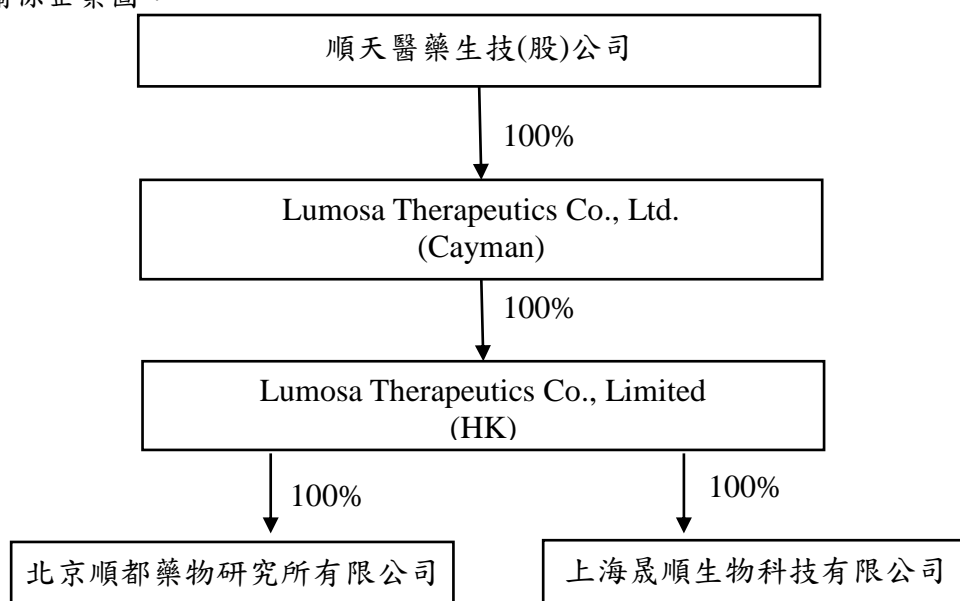 順天醫藥生技(股)公司
100%
Lumosa Therapeutics Co., Ltd.
(Cayman)
100%
Lumosa Therapeutics Co., Limited
(HK)
100%
100%
北京順都藥物研究所有限公司
上海晟順生物科技有限公司